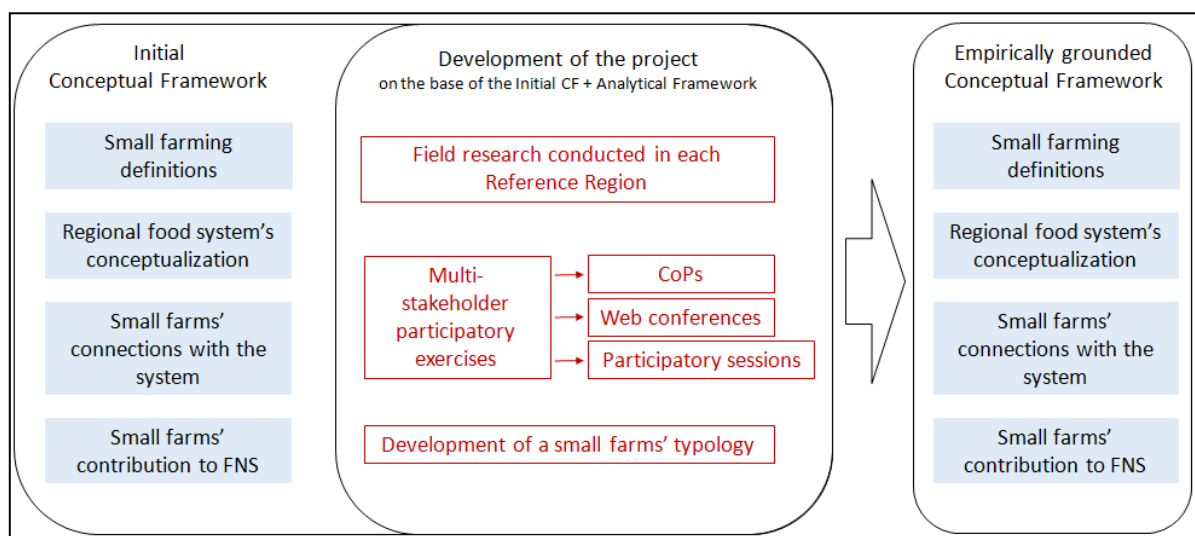 Initial
Conceptual Framework
Small farming
definitions
Regional food system's
conceptualization
Small farms'
connections with the
system
Small farms'
contribution to FNS
Development of the project
on the base of the Initial CF + Analytical Framework
Field research conducted in each
Reference Region
Multi-
stakeholder
participatory
exercises
CoPs
Web conferences
Participatory sessions
Development of a small farms' typology
Empirically grounded
Conceptual Framework
Small farming
definitions
Regional food system's
conceptualization
Small farms'
connections with the
system
Small farms'
contribution to FNS